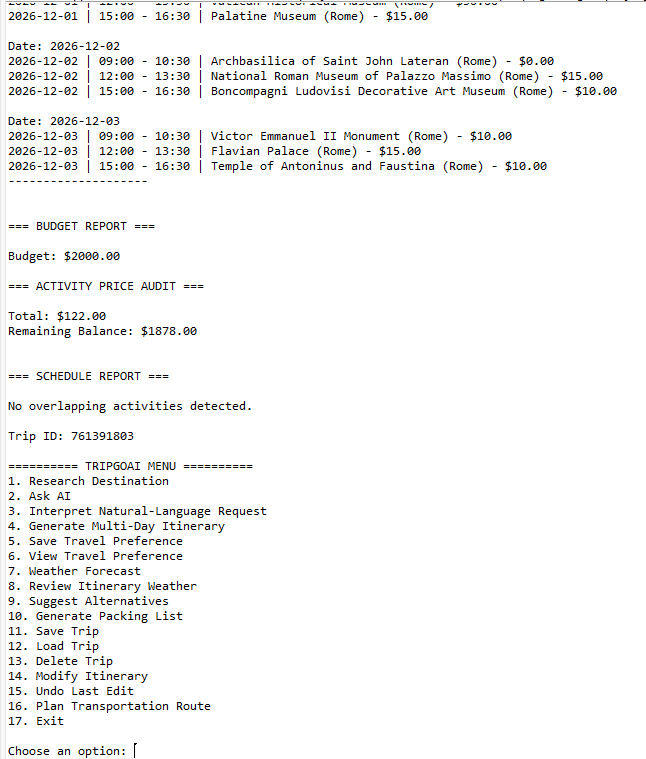 2026-12-01 | 15:00 - 16:30 | Palatine Museum (Rome) - $15.00
Date: 2026-12-02
2026-12-02 | 09:00 - 10:30 | Archbasilica of Saint John Lateran (Rome) - $0.00
2026-12-02 | 12:00 - 13:30 | National Roman Museum of Palazzo Massimo (Rome) - $15.00
2026-12-02 | 15:00 - 16:30 | Boncompagni Ludovisi Decorative Art Museum (Rome) - $10.00
Date: 2026-12-03
2026-12-03 | 09:00 - 10:30 | Victor Emmanuel II Monument (Rome) - $10.00
2026-12-03 | 12:00 - 13:30 | Flavian Palace (Rome) - $15.00
2026-12-03 | 15:00 - 16:30 | Temple of Antoninus and Faustina (Rome) - $10.00
--------------------
=== BUDGET REPORT ===
Budget: $2000.00
=== ACTIVITY PRICE AUDIT ===
Total: $122.00
Remaining Balance: $1878.00
=== SCHEDULE REPORT ===
No overlapping activities detected.
Trip ID: 761391803
========== TRIPGOAI MENU ==========
1. Research Destination
2. Ask AI
3. Interpret Natural-Language Request
4. Generate Multi-Day Itinerary
5. Save Travel Preference
6. View Travel Preference
7. Weather Forecast
8. Review Itinerary Weather
9. Suggest Alternatives
10. Generate Packing List
11. Save Trip
12. Load Trip
13. Delete Trip
14. Modify Itinerary
15. Undo Last Edit
16. Plan Transportation Route
17. Exit
Choose an option: